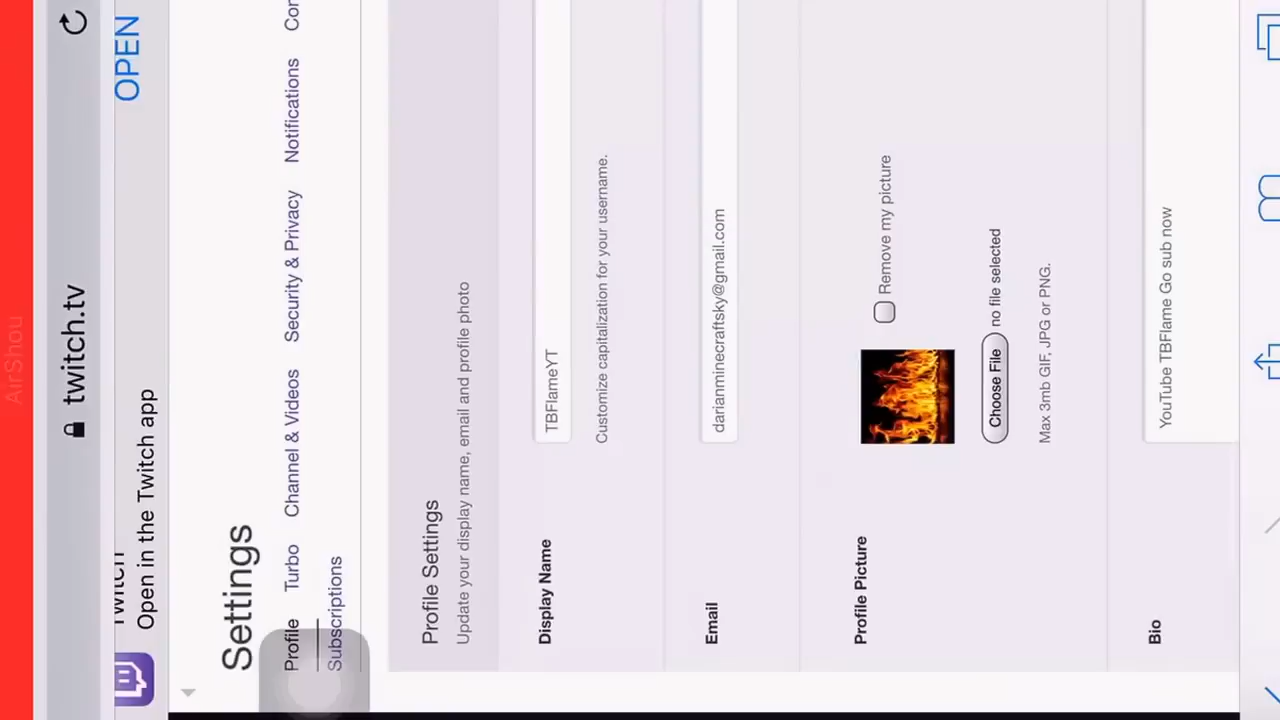 AirShou
twitch.tv
Twitch
Open in the Twitch app
OPEN
Settings
Profile Turbo Channel & Videos Security & Privacy Notifications
Subscriptions
Profile Settings
Update your display name, email and profile photo
Display Name
TBFlameYT
Customize capitalization for your username.
Email
darianminecraftsky@gmail.com
Profile Picture
Remove my picture
Choose File no file selected
Max 3mb GIF, JPG or PNG.
Bio
YouTube TBFlame Go sub now